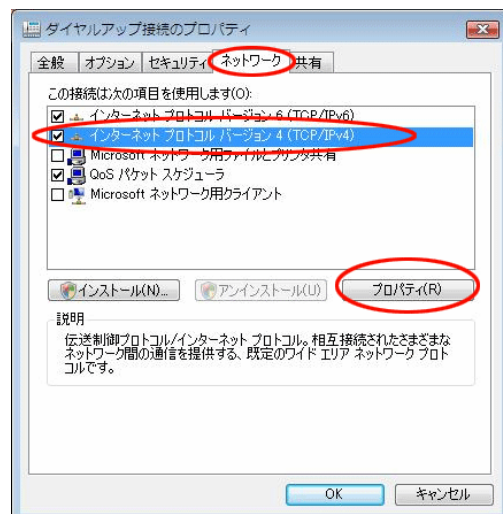 ダイヤルアップ接続のプロパティ
全般 オプション セキュリティ ネットワーク 共有
この接続は次の項目を使用します(O):
インターネット プロトコル バージョン 6 (TCP/IPv6)
インターネット プロトコル バージョン 4 (TCP/IPv4)
Microsoft ネットワーク用ファイルとプリンタ共有
QoS パケット スケジューラ
Microsoft ネットワーク用クライアント
インストール(N)... アンインストール(U) プロパティ(R)
説明
伝送制御プロトコル/インターネット プロトコル。相互接続されたさまざまな
ネットワーク間の通信を提供する、既定のワイド エリア ネットワーク プロト
コルです。
OK キャンセル